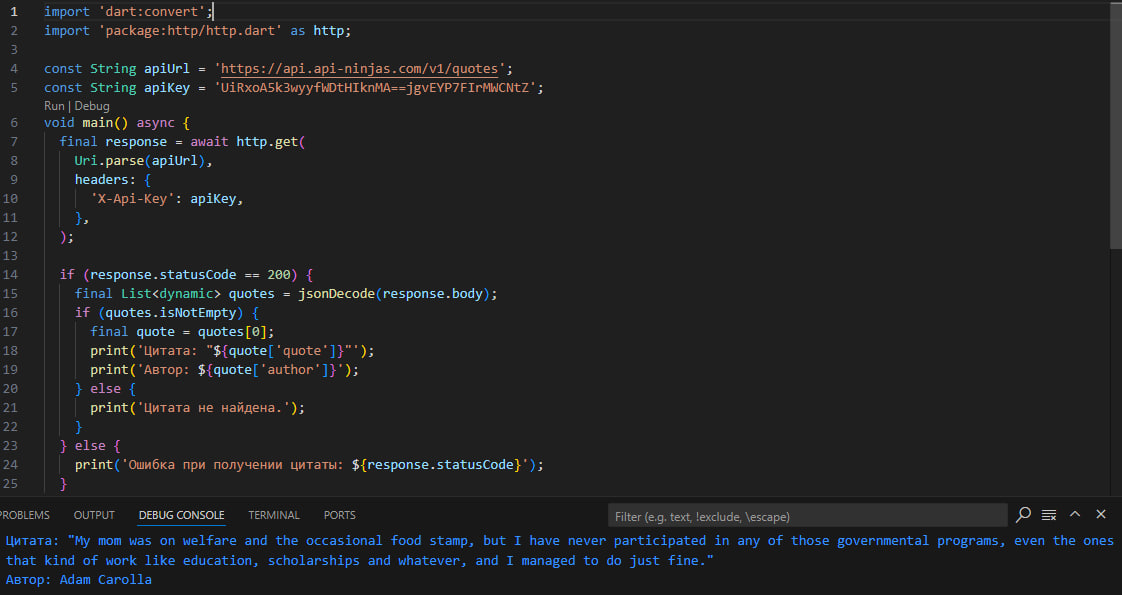 1 import 'dart:convert';
2 import 'package:http/http.dart' as http;
3
4 const String apiUrl = 'https://api.api-ninjas.com/v1/quotes';
5 const String apiKey = 'UiRxoA5k3wyyfWDtHIknMA==jgvEYP7FIrMWCNtZ';
Run | Debug
6 void main() async {
7   final response = await http.get(
8     Uri.parse(apiUrl),
9     headers: {
10       'X-Api-Key': apiKey,
11     },
12   );
13
14   if (response.statusCode == 200) {
15     final List<dynamic> quotes = jsonDecode(response.body);
16     if (quotes.isNotEmpty) {
17       final quote = quotes[0];
18       print('Цитата: "${quote['quote']}"');
19       print('Автор: ${quote['author']}');
20     } else {
21       print('Цитата не найдена.');
22     }
23   } else {
24     print('Ошибка при получении цитаты: ${response.statusCode}');
25   }
PROBLEMS OUTPUT DEBUG CONSOLE TERMINAL PORTS Filter (e.g. text, !exclude, \escape)
Цитата: "My mom was on welfare and the occasional food stamp, but I have never participated in any of those governmental programs, even the ones
that kind of work like education, scholarships and whatever, and I managed to do just fine."
Автор: Adam Carolla